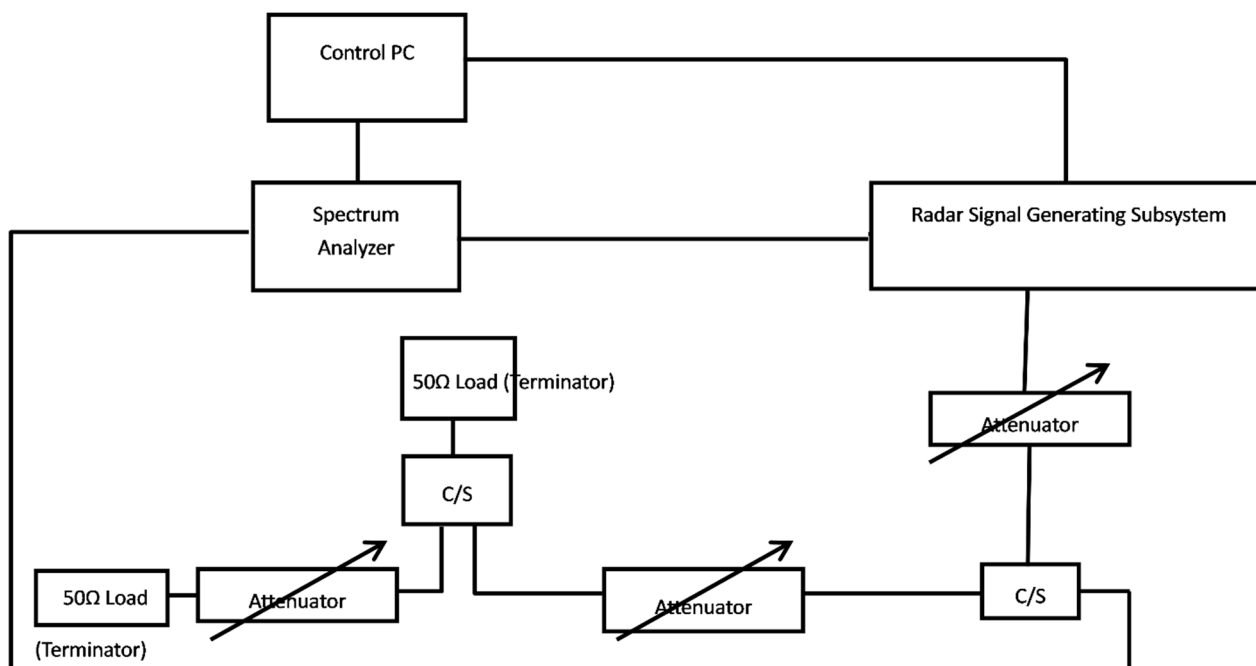 Control PC
Spectrum
Analyzer
Radar Signal Generating Subsystem
50Ω Load (Terminator)
Attenuator
C/S
50Ω Load
(Terminator)
Attenuator
Attenuator
C/S